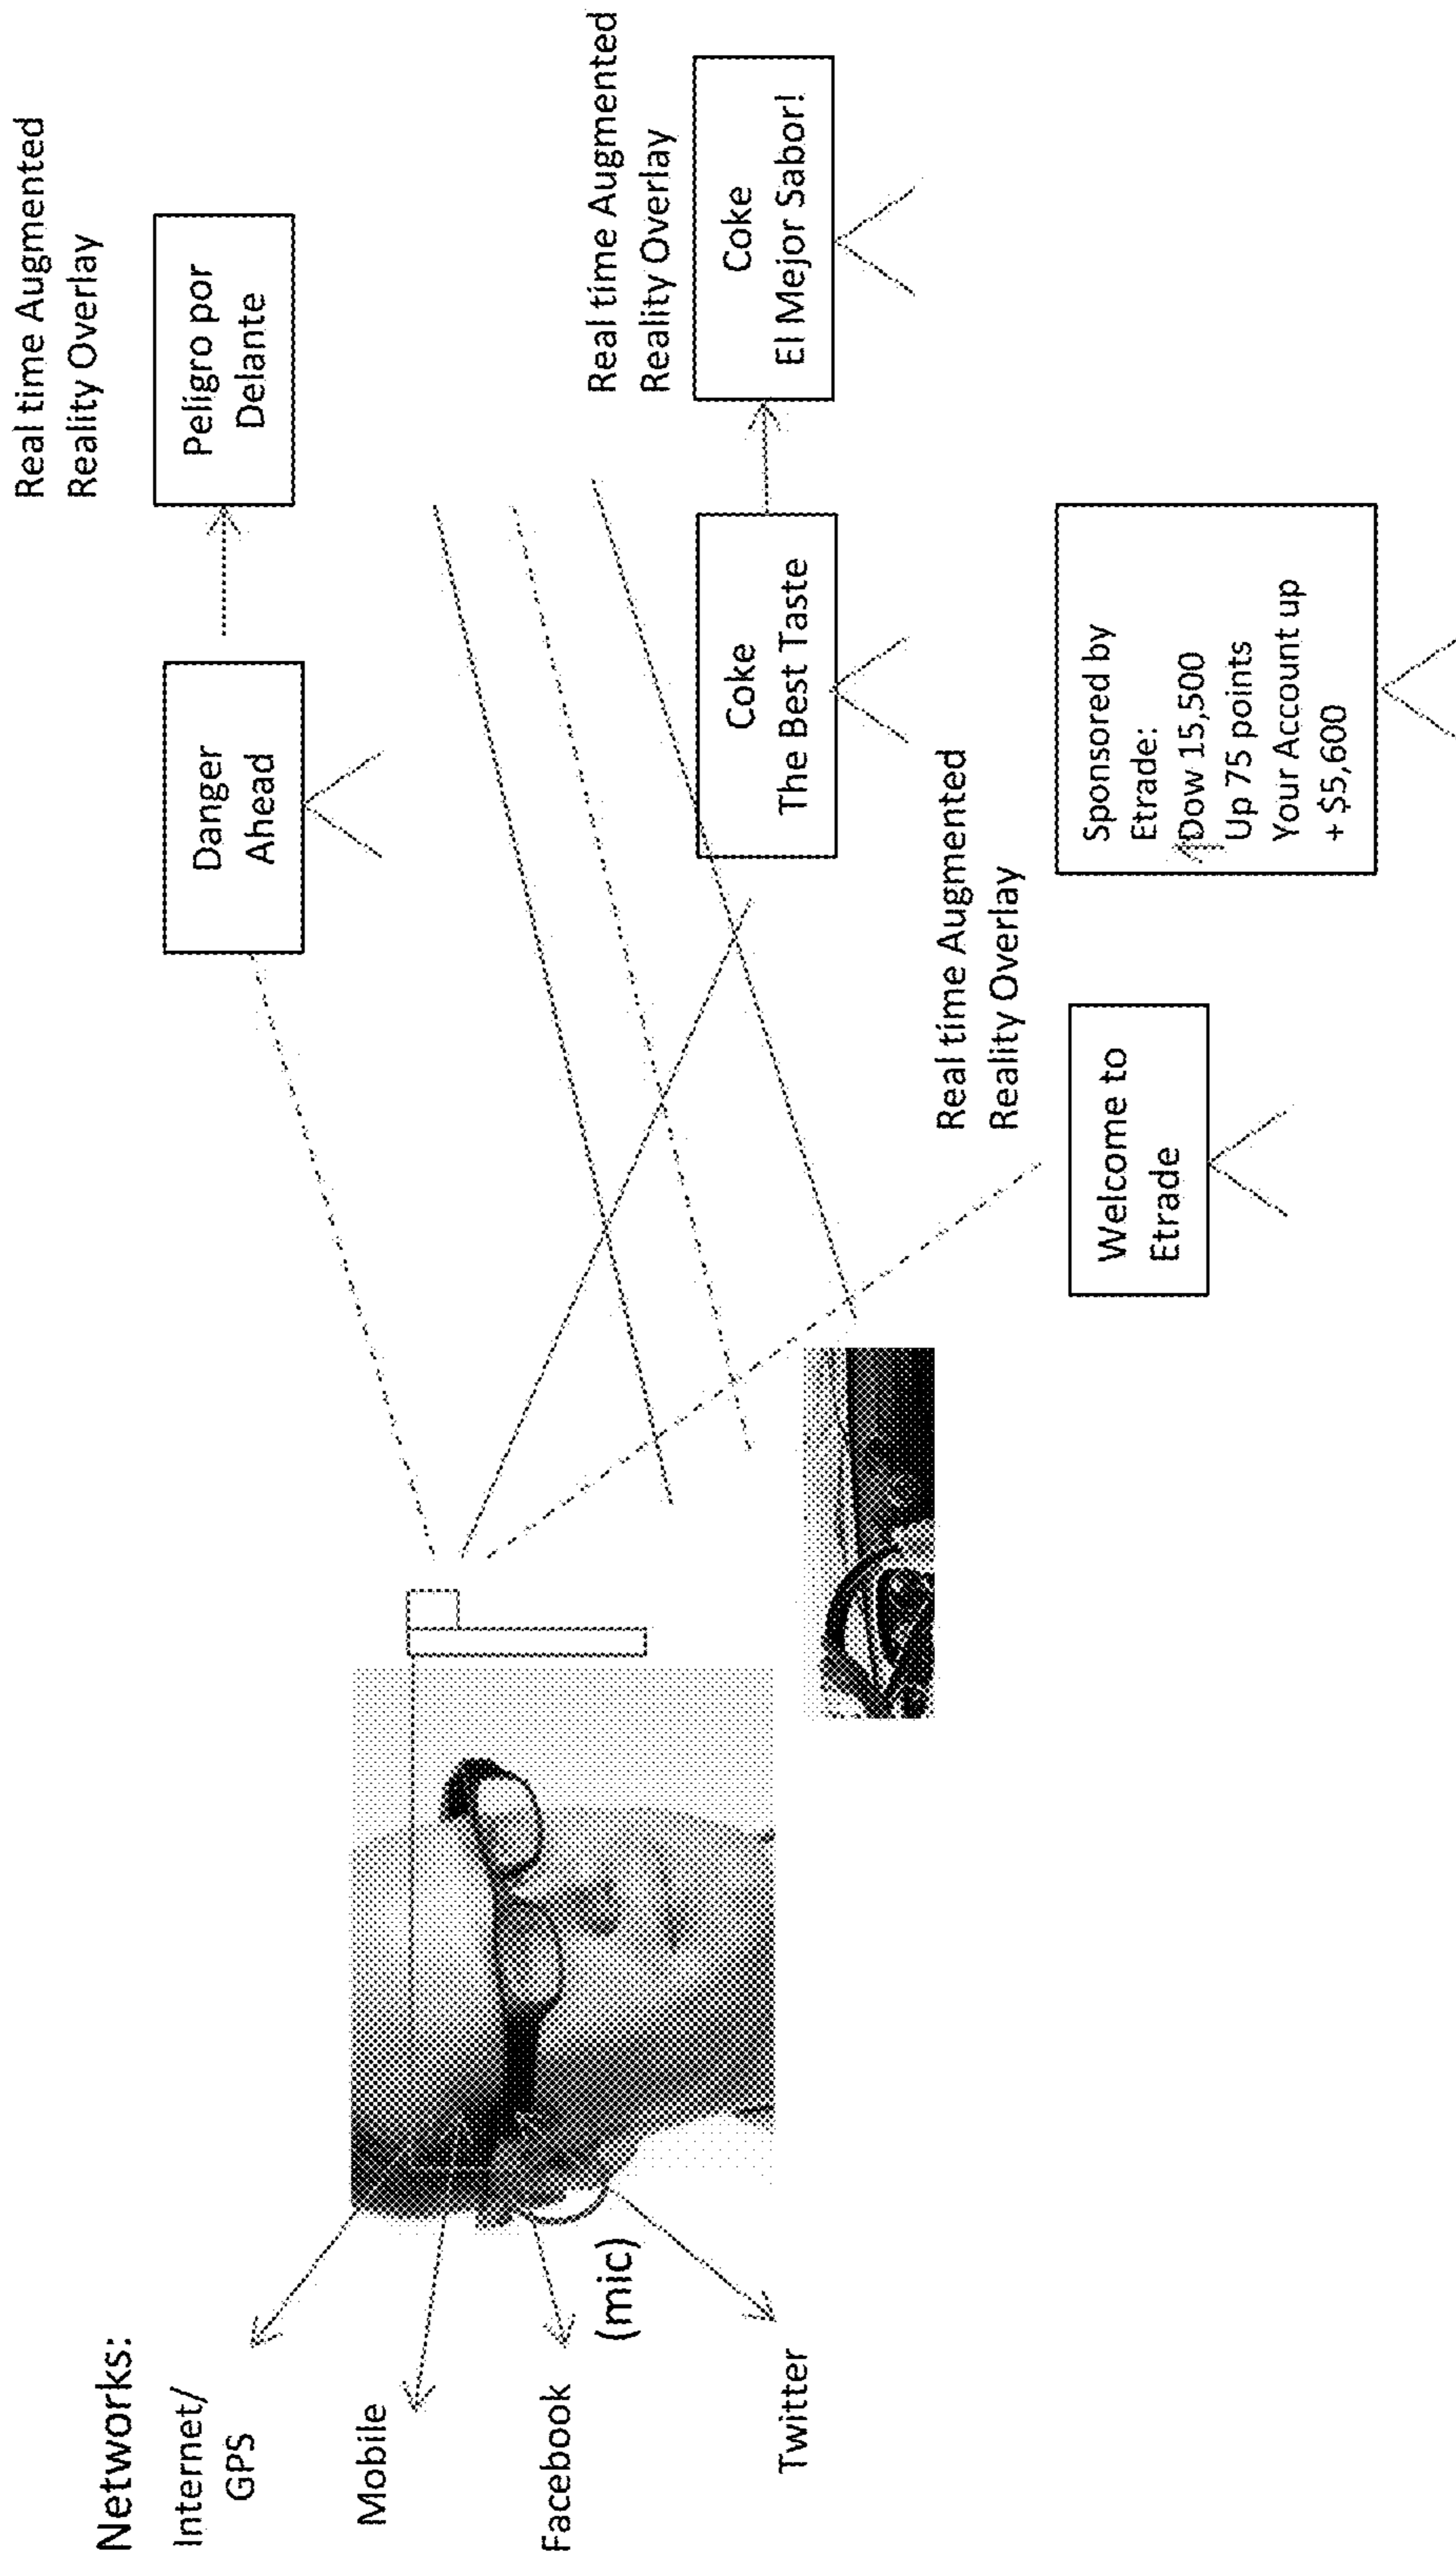 Networks:
Internet/
GPS
Mobile
Facebook
(mic)
Twitter
Danger
Ahead
Real time Augmented
Reality Overlay
Peligro por
Delante
Coke
The Best Taste
Real time Augmented
Reality Overlay
Coke
El Mejor Sabor!
Welcome to
Etrade
Real time Augmented
Reality Overlay
Sponsored by
Etrade:
Dow 15,500
Up 75 points
Your Account up
+ $5,600